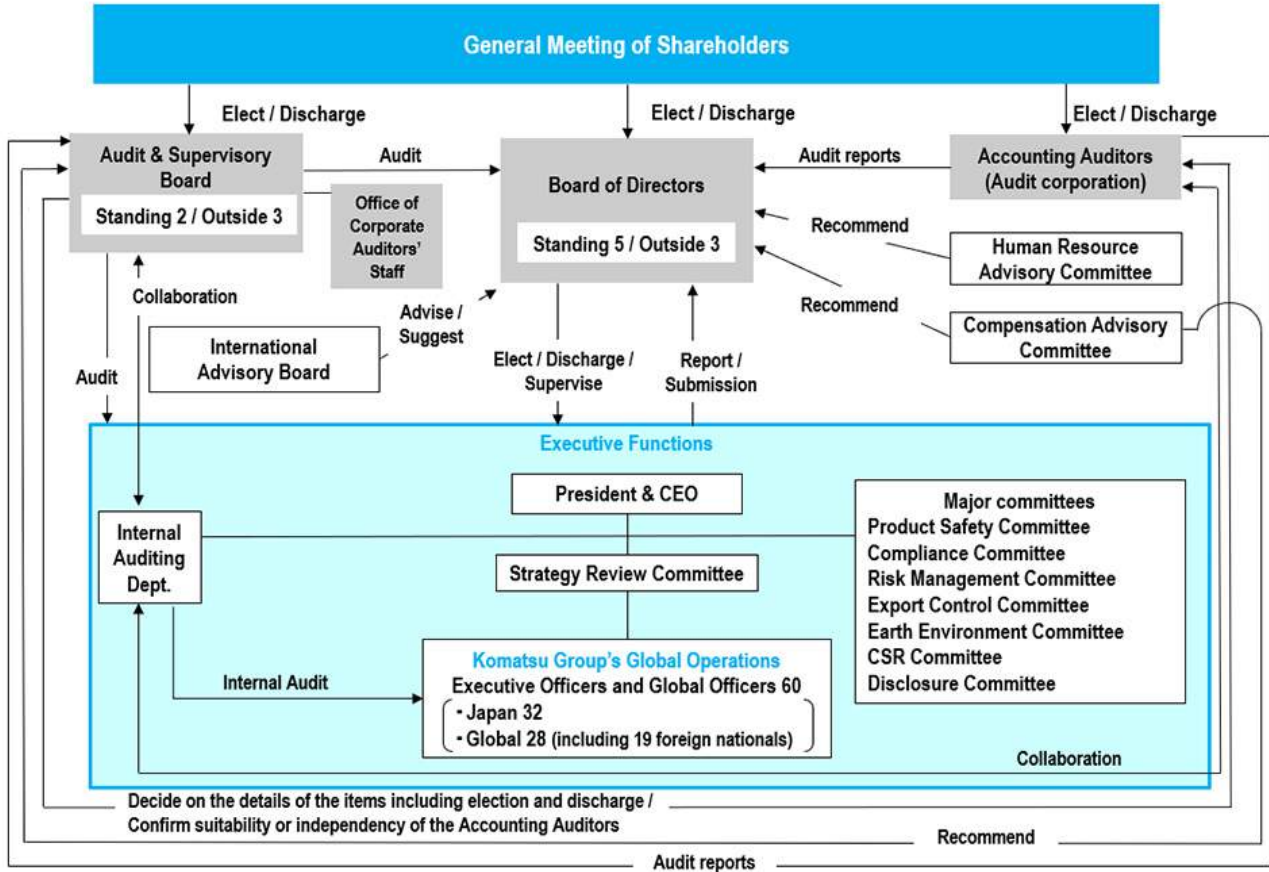 General Meeting of Shareholders
Elect / Discharge
Elect / Discharge
Elect / Discharge
Audit & Supervisory
Board
Standing 2 / Outside 3
Audit
Office of
Corporate
Auditors'
Staff
Board of Directors
Standing 5 / Outside 3
Audit reports
Accounting Auditors
(Audit corporation)
Recommend
Human Resource
Advisory Committee
Recommend
Compensation Advisory
Committee
Collaboration
International
Advisory Board
Advise /
Suggest
Audit
Elect / Discharge /
Supervise
Report /
Submission
Executive Functions
President & CEO
Strategy Review Committee
Internal
Auditing
Dept.
Major committees
Product Safety Committee
Compliance Committee
Risk Management Committee
Export Control Committee
Earth Environment Committee
CSR Committee
Disclosure Committee
Internal Audit
Komatsu Group's Global Operations
Executive Officers and Global Officers 60
- Japan 32
- Global 28 (including 19 foreign nationals)
Collaboration
Decide on the details of the items including election and discharge /
Confirm suitability or independency of the Accounting Auditors
Recommend
Audit reports